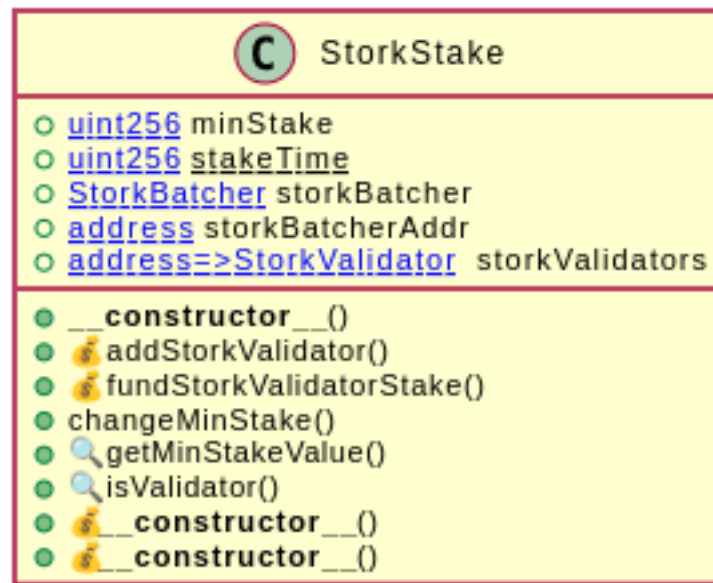 C StorkStake
uint256 minStake
uint256 stakeTime
StorkBatcher storkBatcher
address storkBatcherAddr
address=>StorkValidator storkValidators
__constructor__()
💰addStorkValidator()
💰fundStorkValidatorStake()
changeMinStake()
🔍getMinStakeValue()
🔍isValidator()
💰__constructor__()
💰__constructor__()